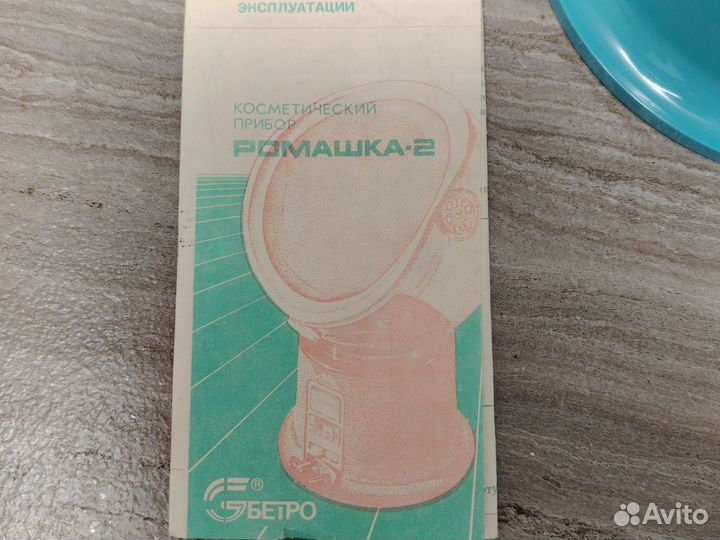 ЭКСПЛУАТАЦИИ
КОСМЕТИЧЕСКИЙ
ПРИБОР
РОМАШКА·2
® БЕТРО
Avito